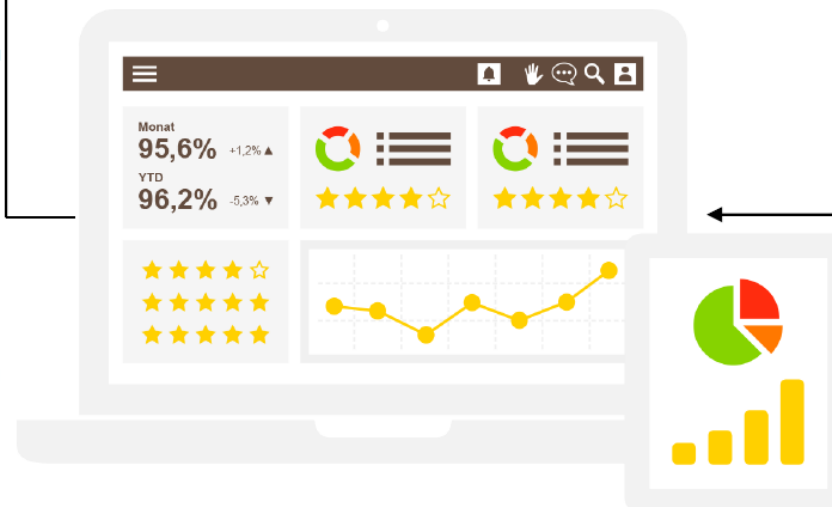 Monat
95,6% +1,2% ▲
YTD
96,2% -5,3% ▼